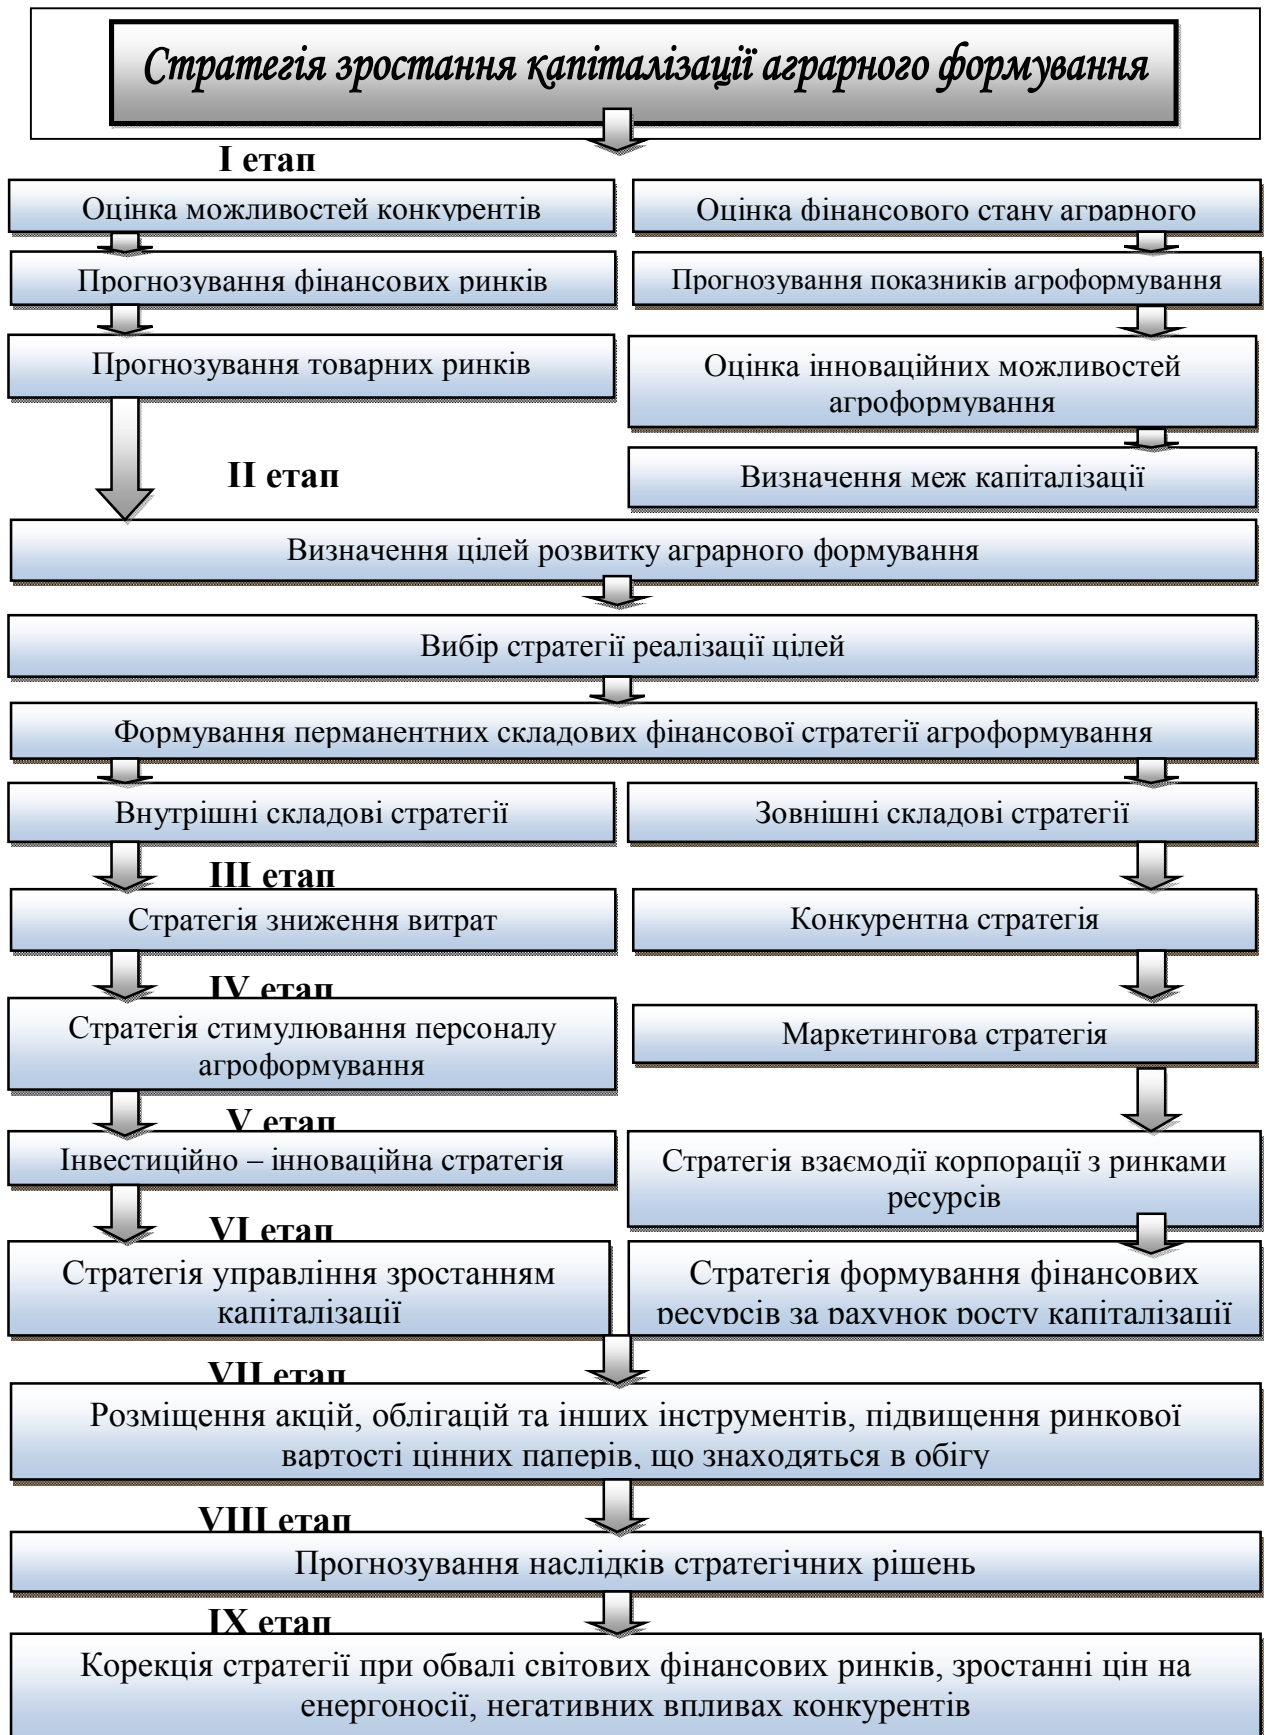 Стратегія зростання капіталізації аграрного формування
I етап
Оцінка можливостей конкурентів
Оцінка фінансового стану аграрного
Прогнозування фінансових ринків
Прогнозування показників агроформування
Прогнозування товарних ринків
Оцінка інноваційних можливостей
агроформування
II етап
Визначення меж капіталізації
Визначення цілей розвитку аграрного формування
Вибір стратегії реалізації цілей
Формування перманентних складових фінансової стратегії агроформування
Внутрішні складові стратегії
Зовнішні складові стратегії
III етап
Стратегія зниження витрат
Конкурентна стратегія
IV етап
Стратегія стимулювання персоналу
агроформування
Маркетингова стратегія
V етап
Інвестиційно – інноваційна стратегія
Стратегія взаємодії корпорації з ринками
ресурсів
VI етап
Стратегія управління зростанням
капіталізації
Стратегія формування фінансових
ресурсів за рахунок росту капіталізації
VII етап
Розміщення акцій, облігацій та інших інструментів, підвищення ринкової
вартості цінних паперів, що знаходяться в обігу
VIII етап
Прогнозування наслідків стратегічних рішень
IX етап
Корекція стратегії при обвалі світових фінансових ринків, зростанні цін на
енергоносії, негативних впливах конкурентів